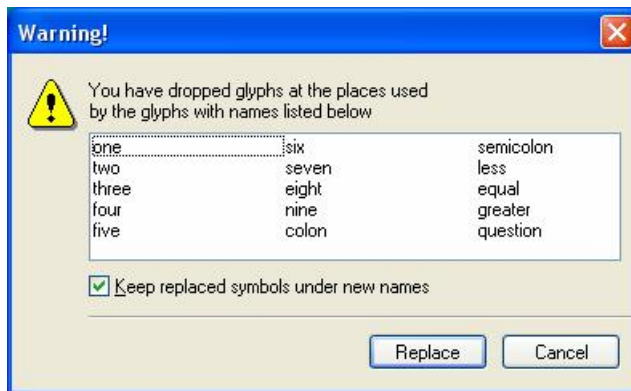 Warning!
You have dropped glyphs at the places used
by the glyphs with names listed below
one six semicolon
two seven less
three eight equal
four nine greater
five colon question
Keep replaced symbols under new names
Replace Cancel